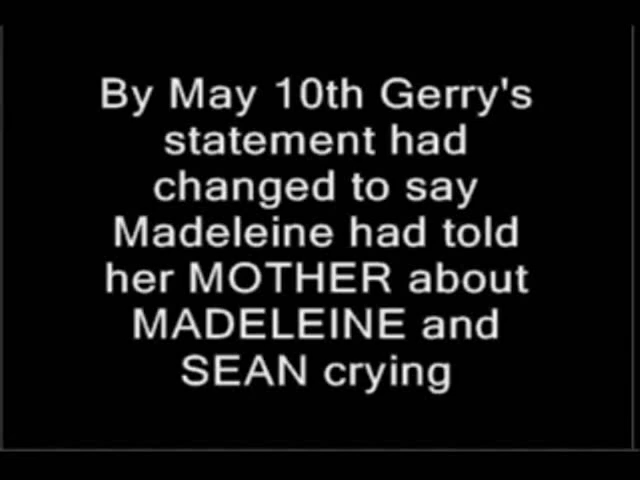 By May 10th Gerry's
statement had
changed to say
Madeleine had told
her MOTHER about
MADELEINE and
SEAN crying